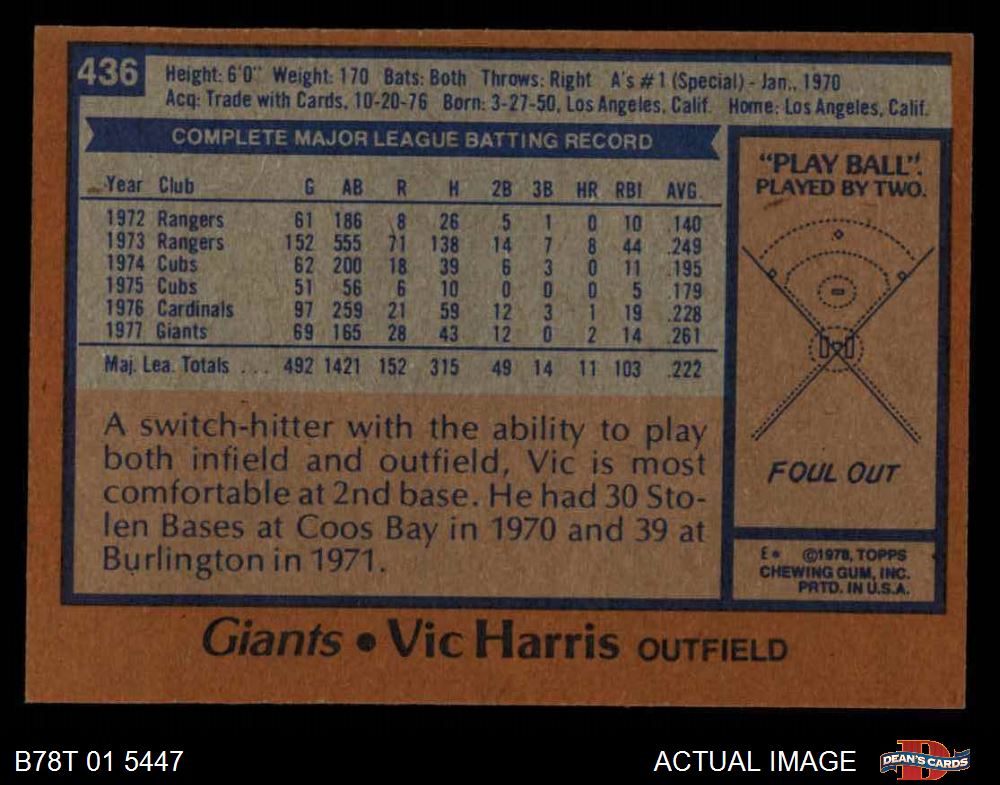 436
Height: 6'0" Weight: 170 Bats: Both Throws: Right A's #1 (Special) - Jan., 1970
Acq: Trade with Cards, 10-20-76 Born: 3-27-50, Los Angeles, Calif. Home: Los Angeles, Calif.
COMPLETE MAJOR LEAGUE BATTING RECORD
Year Club G AB R H 2B 3B HR RBI AVG.
1972 Rangers 61 186 8 26 5 1 0 10 .140
1973 Rangers 152 555 71 138 14 7 8 44 .249
1974 Cubs 62 200 18 39 6 3 0 11 .195
1975 Cubs 51 56 6 10 0 0 0 5 .179
1976 Cardinals 97 259 21 59 12 3 1 19 .228
1977 Giants 69 165 28 43 12 0 2 14 .261
Maj. Lea. Totals ... 492 1421 152 315 49 14 11 103 .222
A switch-hitter with the ability to play
both infield and outfield, Vic is most
comfortable at 2nd base. He had 30 Sto-
len Bases at Coos Bay in 1970 and 39 at
Burlington in 1971.
"PLAY BALL".
PLAYED BY TWO.
FOUL OUT
E* ©1978, TOPPS
CHEWING GUM, INC.
PRTD. IN U.S.A.
Giants • Vic Harris OUTFIELD
B78T 01 5447
ACTUAL IMAGE
D
DEAN'S CARDS